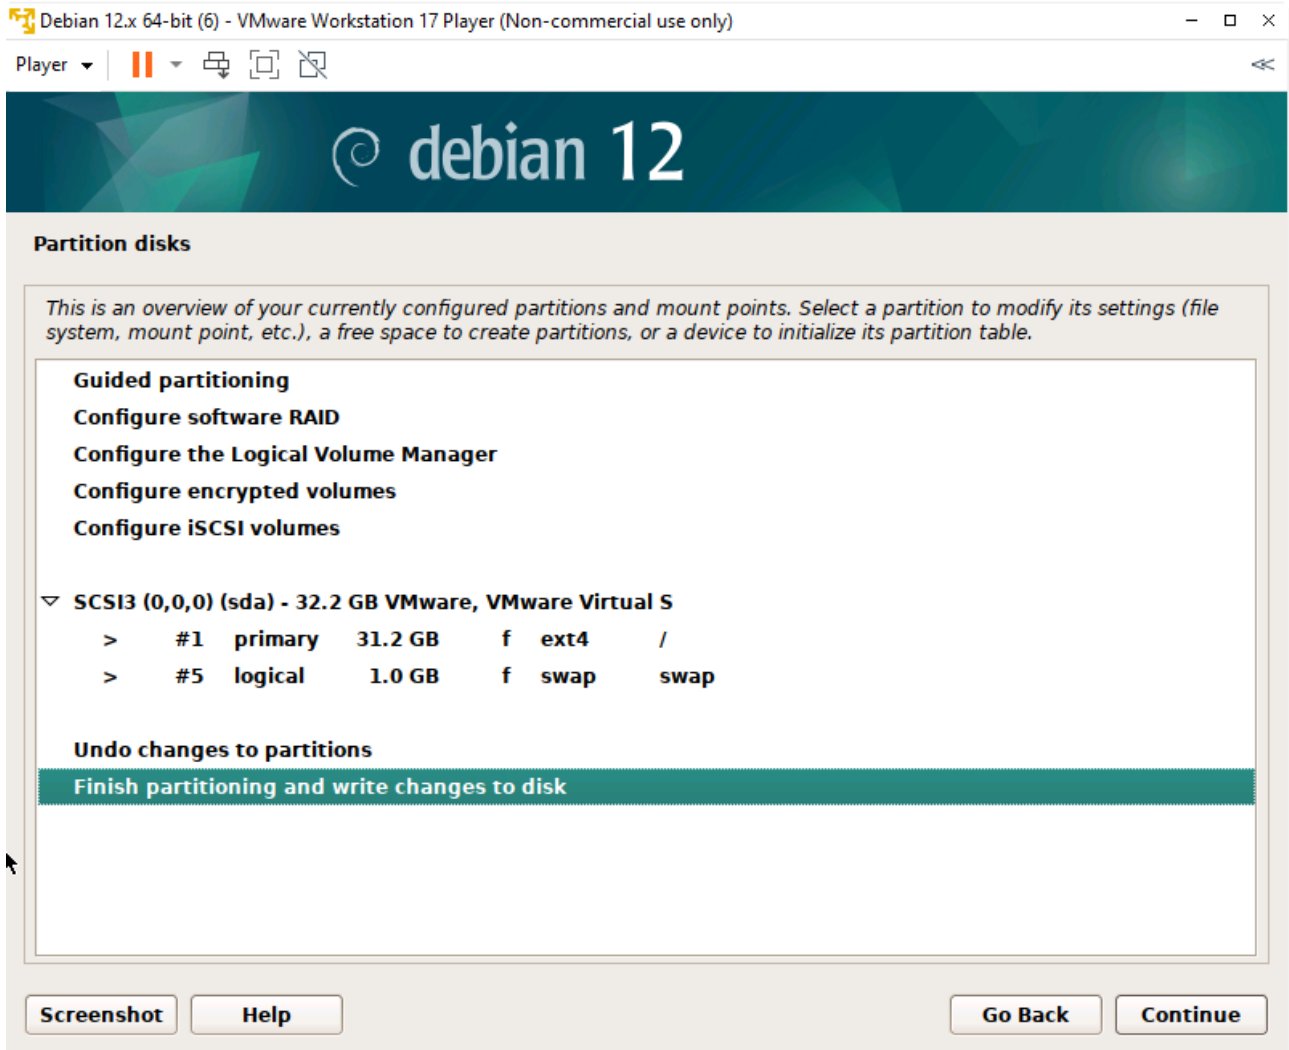 Debian 12.x 64-bit (6) - VMware Workstation 17 Player (Non-commercial use only)
Player
debian 12
Partition disks
This is an overview of your currently configured partitions and mount points. Select a partition to modify its settings (file
system, mount point, etc.), a free space to create partitions, or a device to initialize its partition table.
Guided partitioning
Configure software RAID
Configure the Logical Volume Manager
Configure encrypted volumes
Configure iSCSI volumes
SCSI3 (0,0,0) (sda) - 32.2 GB VMware, VMware Virtual S
> #1 primary 31.2 GB f ext4 /
> #5 logical 1.0 GB f swap swap
Undo changes to partitions
Finish partitioning and write changes to disk
Screenshot Help Go Back Continue